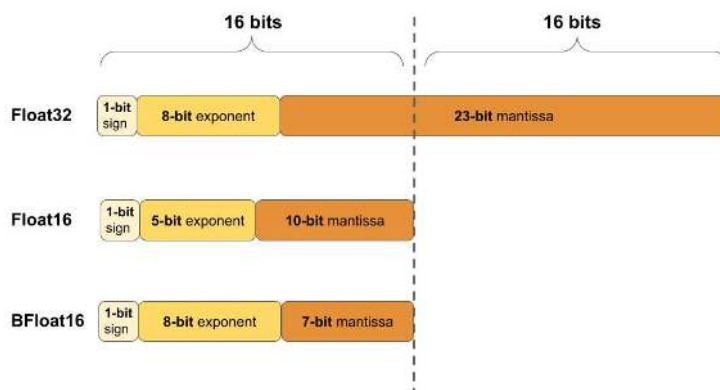 16 bits 16 bits
Float32 1-bit sign 8-bit exponent 23-bit mantissa
Float16 1-bit sign 5-bit exponent 10-bit mantissa
BFloat16 1-bit sign 8-bit exponent 7-bit mantissa